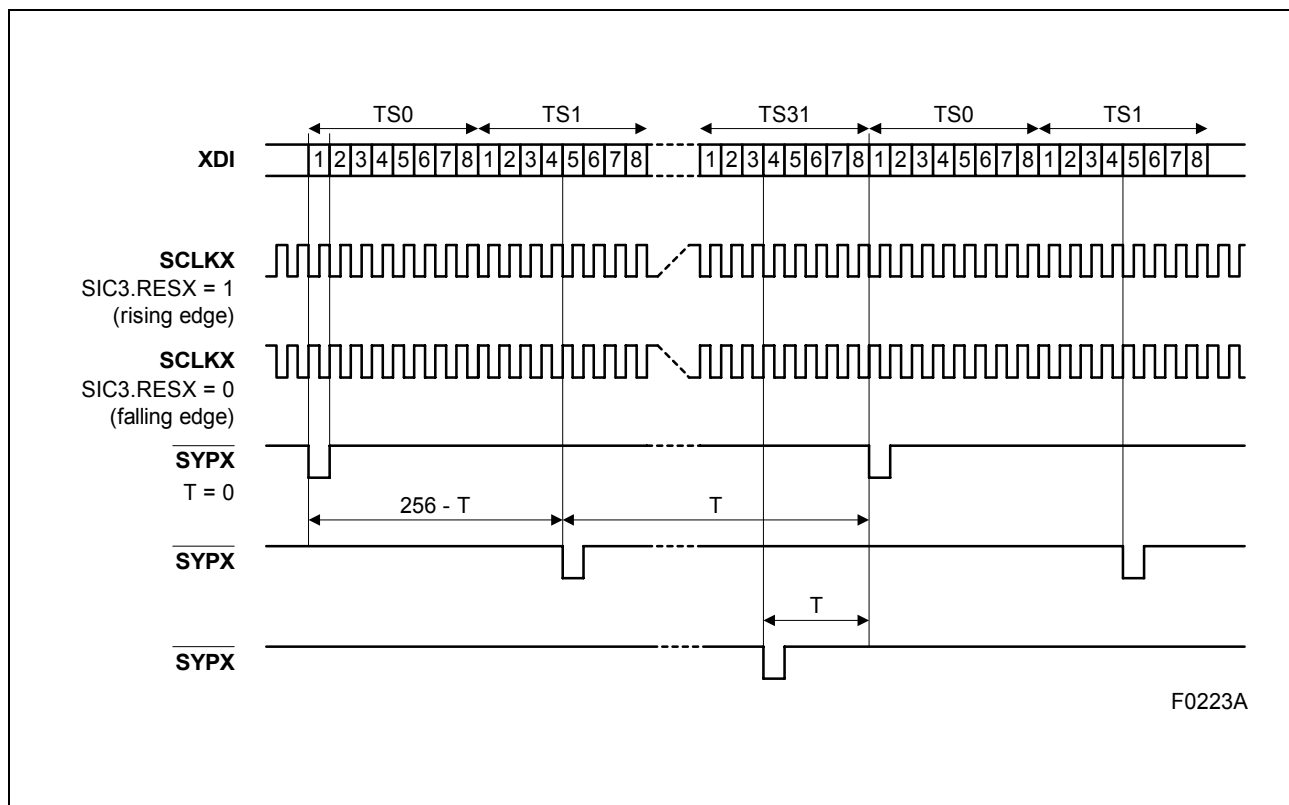 TS0 TS1 TS31 TS0 TS1
XDI 1 2 3 4 5 6 7 8 1 2 3 4 5 6 7 8 1 2 3 4 5 6 7 8 1 2 3 4 5 6 7 8 1 2 3 4 5 6 7 8
SCLKX
SIC3.RESX = 1
(rising edge)
SCLKX
SIC3.RESX = 0
(falling edge)
SYPX
T = 0
256 - T T
SYPX
T
SYPX
F0223A